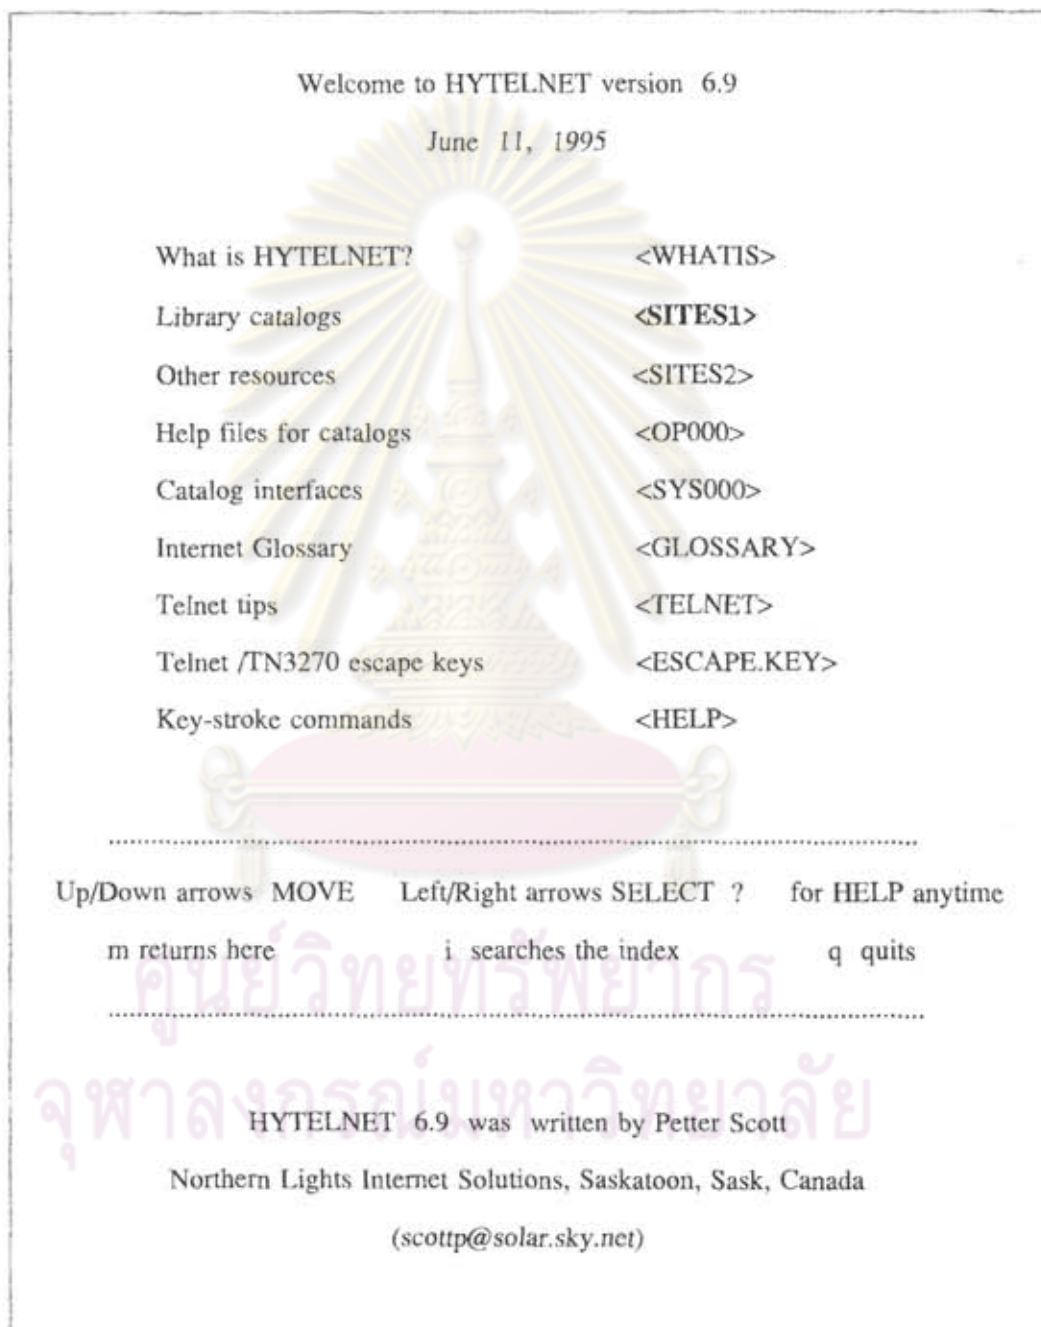 Welcome to HYTELNET version 6.9
June 11, 1995
What is HYTELNET? <WHATIS>
Library catalogs <SITES1>
Other resources <SITES2>
Help files for catalogs <OP000>
Catalog interfaces <SYS000>
Internet Glossary <GLOSSARY>
Telnet tips <TELNET>
Telnet /TN3270 escape keys <ESCAPE.KEY>
Key-stroke commands <HELP>
Up/Down arrows MOVE Left/Right arrows SELECT ? for HELP anytime
m returns here i searches the index q quits
ศูนย์วิทยทรัพยากร
จุฬาลงกรณ์มหาวิทยาลัย
HYTELNET 6.9 was written by Petter Scott
Northern Lights Internet Solutions, Saskatoon, Sask, Canada
(scottp@solar.sky.net)